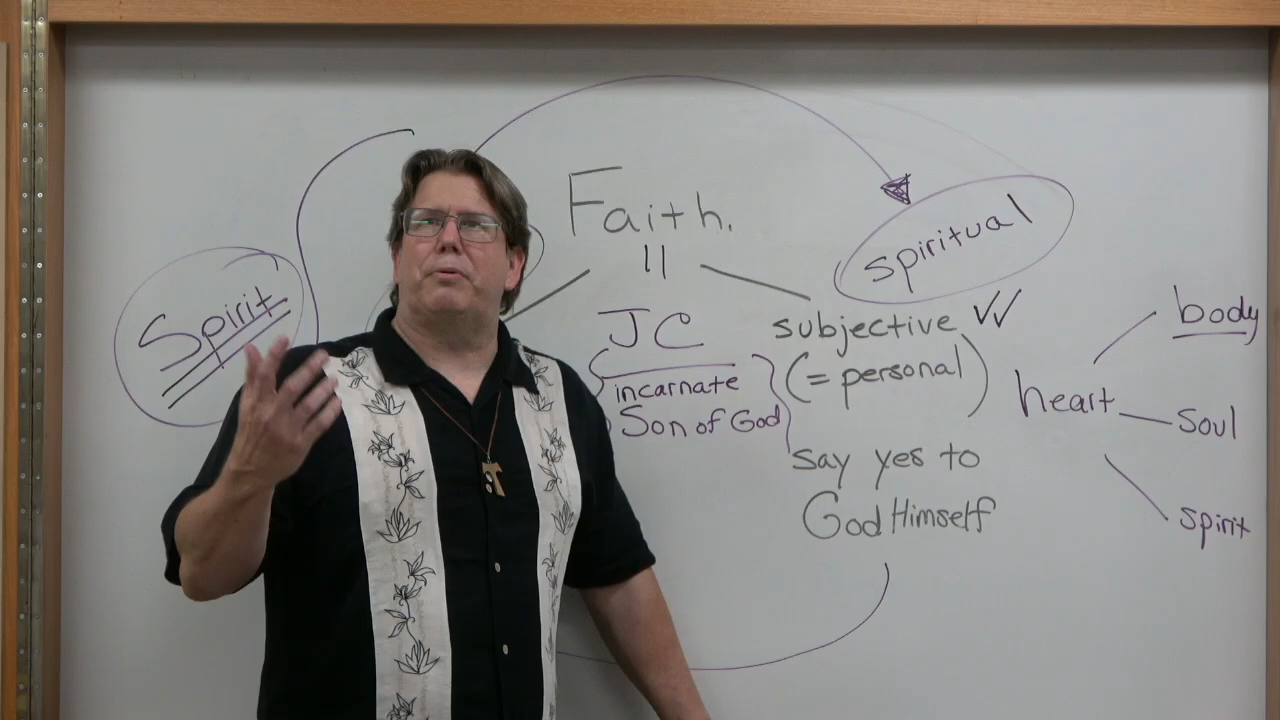 Faith.
spiritual
Spirit
JC
incarnate
Son of God
subjective
(= personal)
say yes to
God Himself
heart
body
soul
spirit